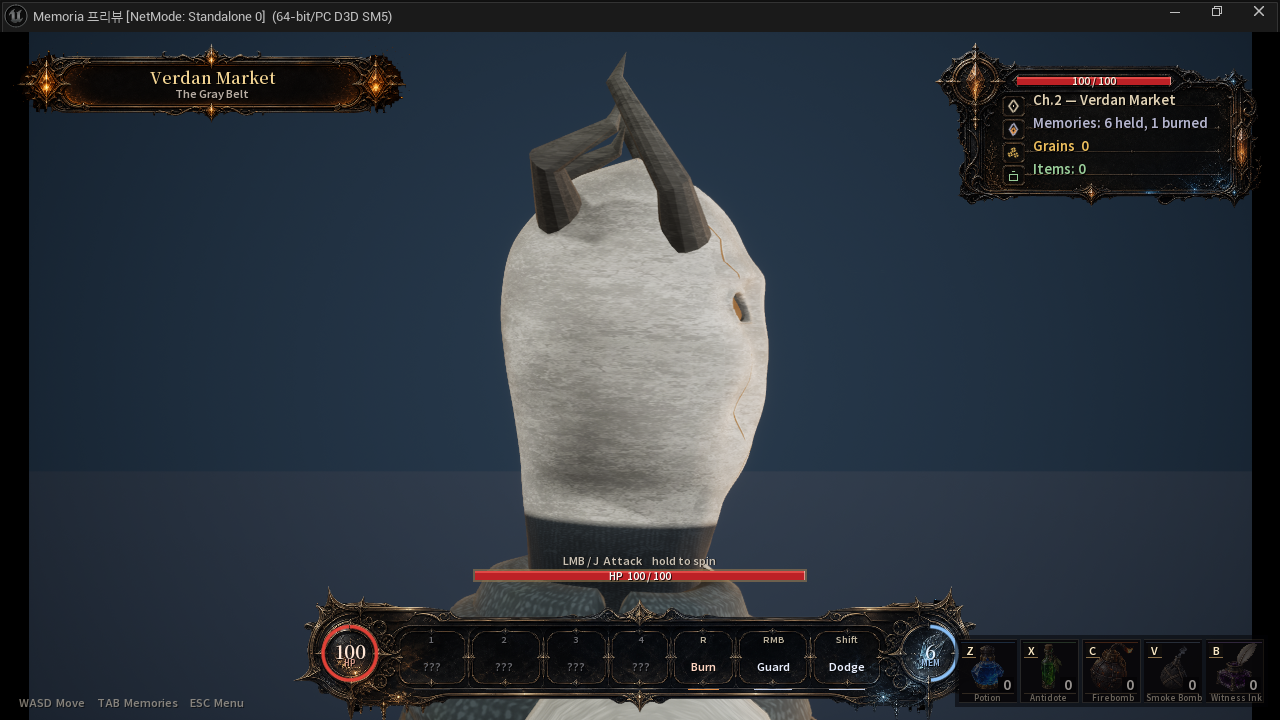 Memoria 프리뷰 [NetMode: Standalone 0] (64-bit/PC D3D SM5)
Verdan Market
The Gray Belt
100 / 100
Ch.2 — Verdan Market
Memories: 6 held, 1 burned
Grains 0
Items: 0
LMB / J Attack hold to spin
HP 100 / 100
1 2 3 4 R RMB Shift
??? ??? ??? ??? Burn Guard Dodge
100
HP
6
MEM
Z X C V B
0 0 0 0 0
Potion Antidote Firebomb Smoke Bomb Witness Ink
WASD Move TAB Memories ESC Menu